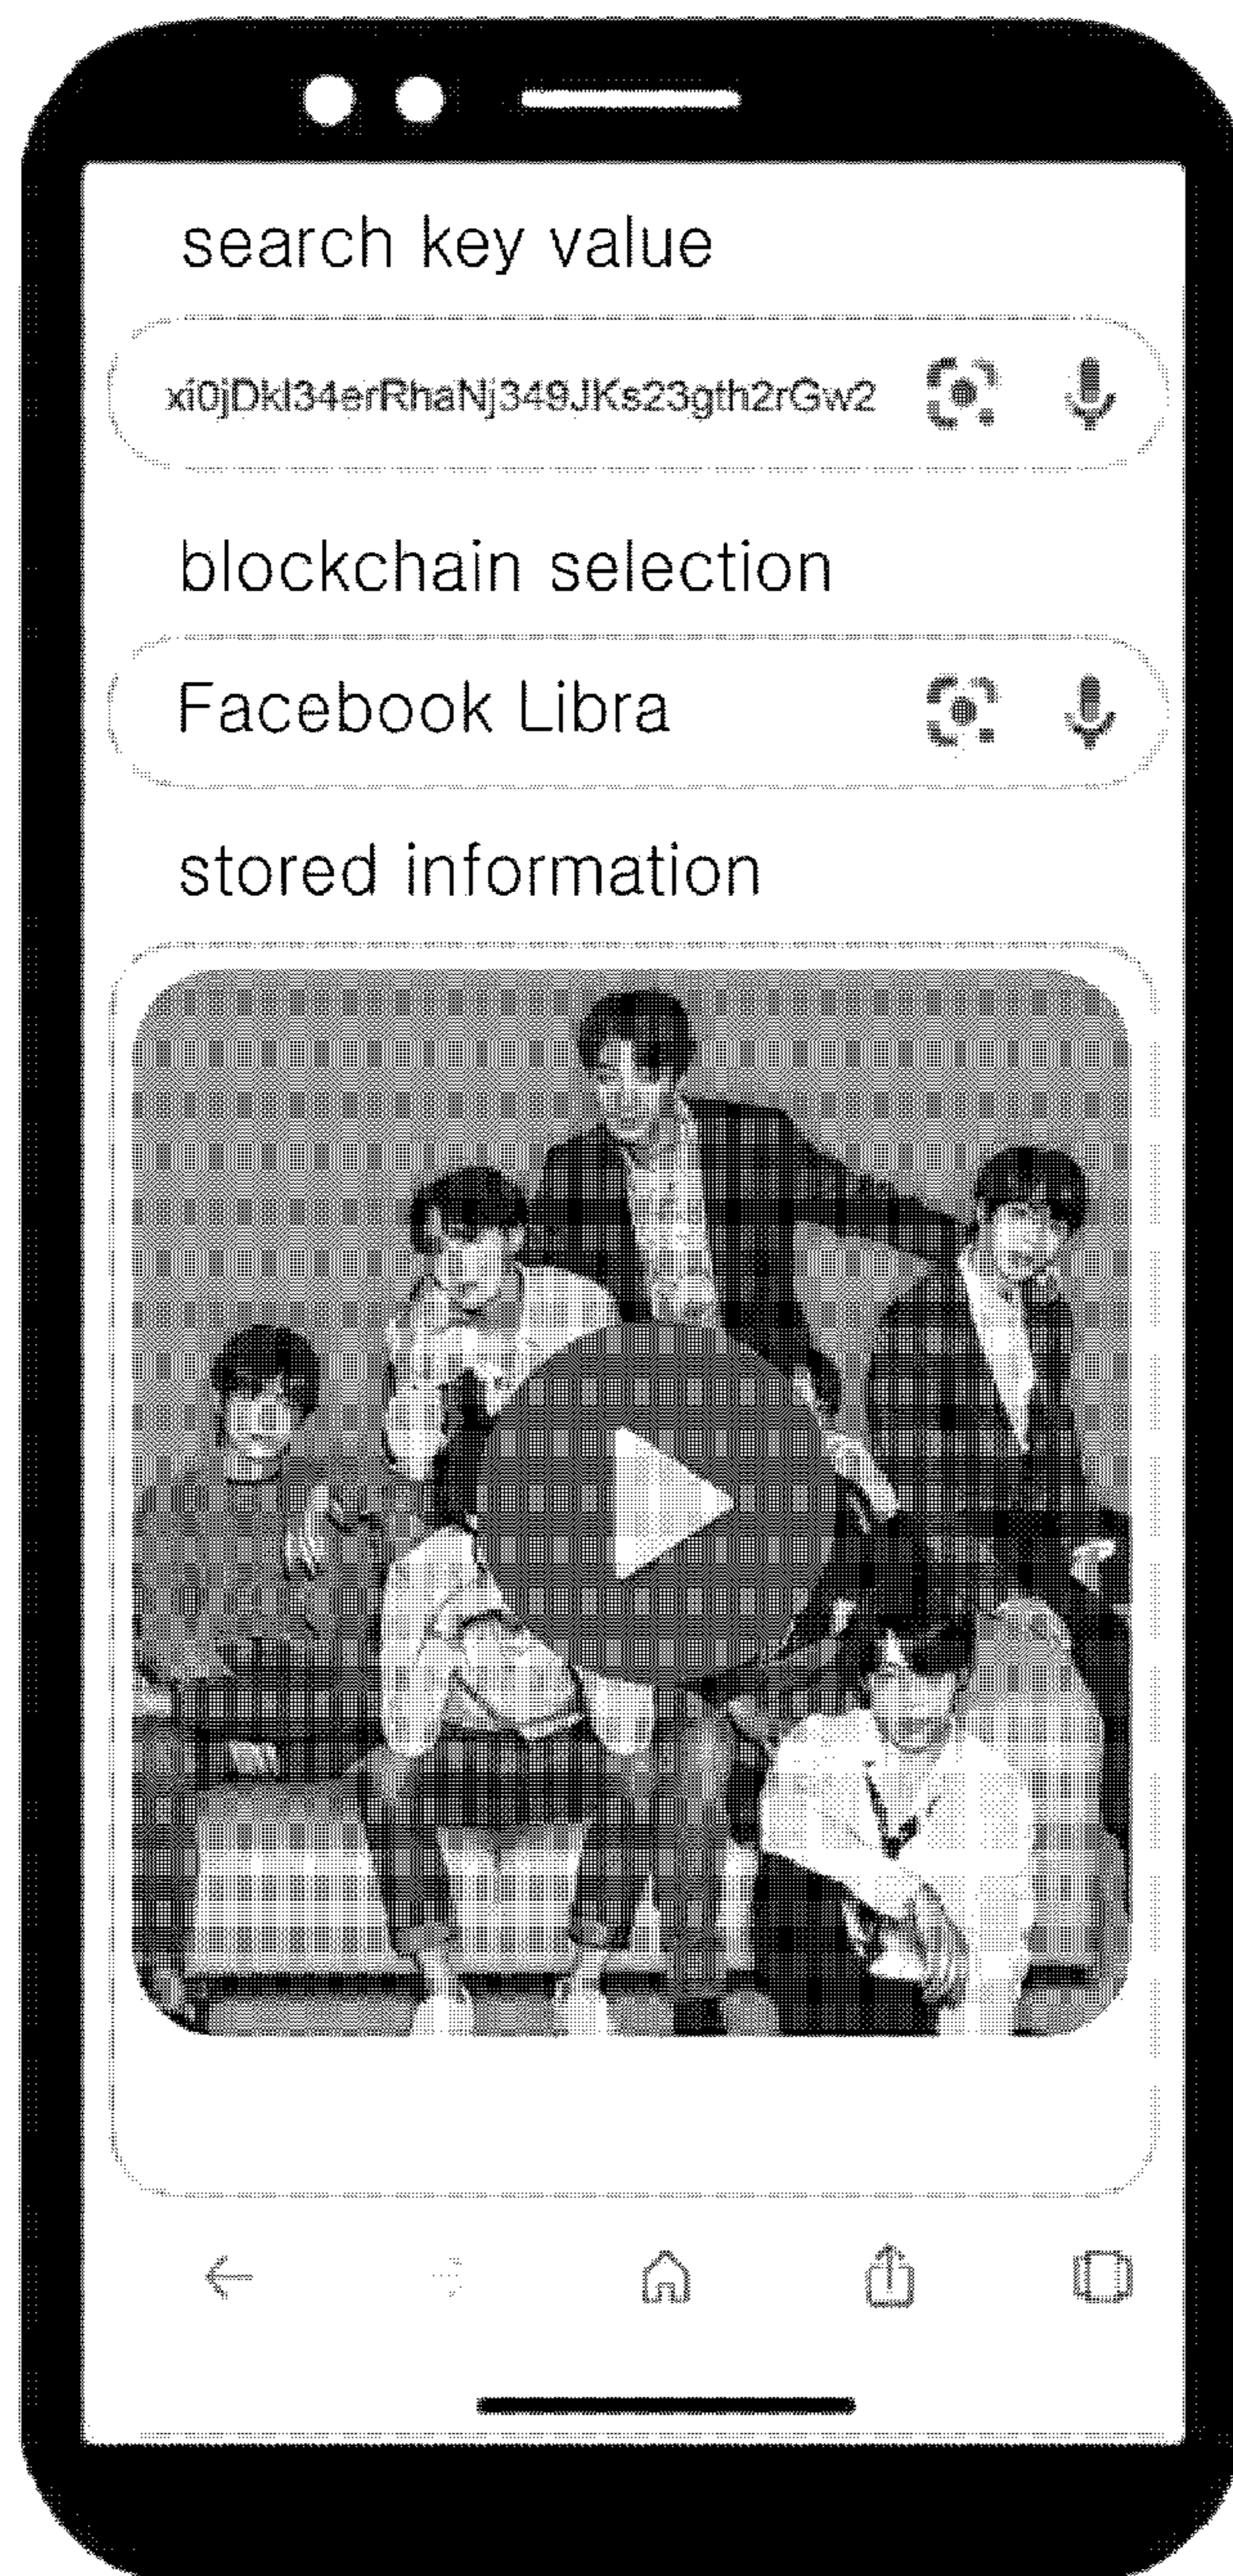 search key value
xi0jDkl34erRhaNj349JKs23gth2rGw2
blockchain selection
Facebook Libra
stored information